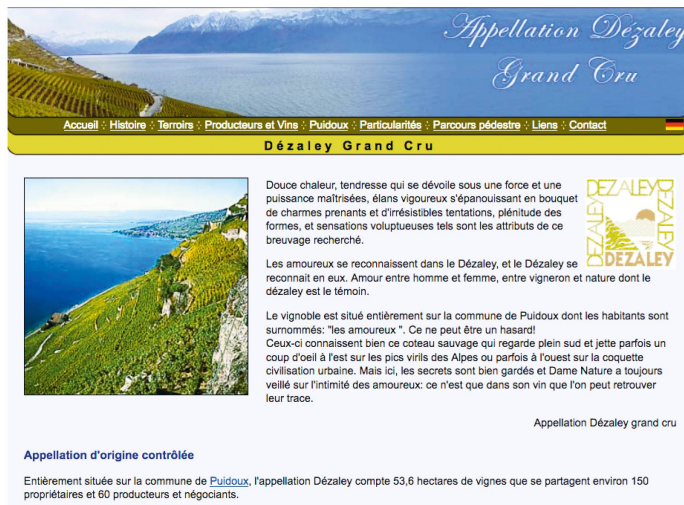 Appellation Dézaley
Grand Cru
Accueil : Histoire : Terroirs : Producteurs et Vins : Puidoux : Particularités : Parcours pédestre : Liens : Contact
Dézaley Grand Cru
Douce chaleur, tendresse qui se dévoile sous une force et une
puissance maîtrisées, élans vigoureux s'épanouissant en bouquet
de charmes prenants et d'irrésistibles tentations, plénitude des
formes, et sensations voluptueuses tels sont les attributs de ce
breuvage recherché.
DEZALEY
DEZALEY
DEZALEY
DEZALEY
Les amoureux se reconnaissent dans le Dézaley, et le Dézaley se
reconnait en eux. Amour entre homme et femme, entre vigneron et nature dont le
dézaley est le témoin.
Le vignoble est situé entièrement sur la commune de Puidoux dont les habitants sont
surnommés: "les amoureux ". Ce ne peut être un hasard!
Ceux-ci connaissent bien ce coteau sauvage qui regarde plein sud et jette parfois un
coup d'oeil à l'est sur les pics virils des Alpes ou parfois à l'ouest sur la coquette
civilisation urbaine. Mais ici, les secrets sont bien gardés et Dame Nature a toujours
veillé sur l'intimité des amoureux: ce n'est que dans son vin que l'on peut retrouver
leur trace.
Appellation Dézaley grand cru
Appellation d'origine contrôlée
Entièrement située sur la commune de Puidoux, l'appellation Dézaley compte 53,6 hectares de vignes que se partagent environ 150
propriétaires et 60 producteurs et négociants.